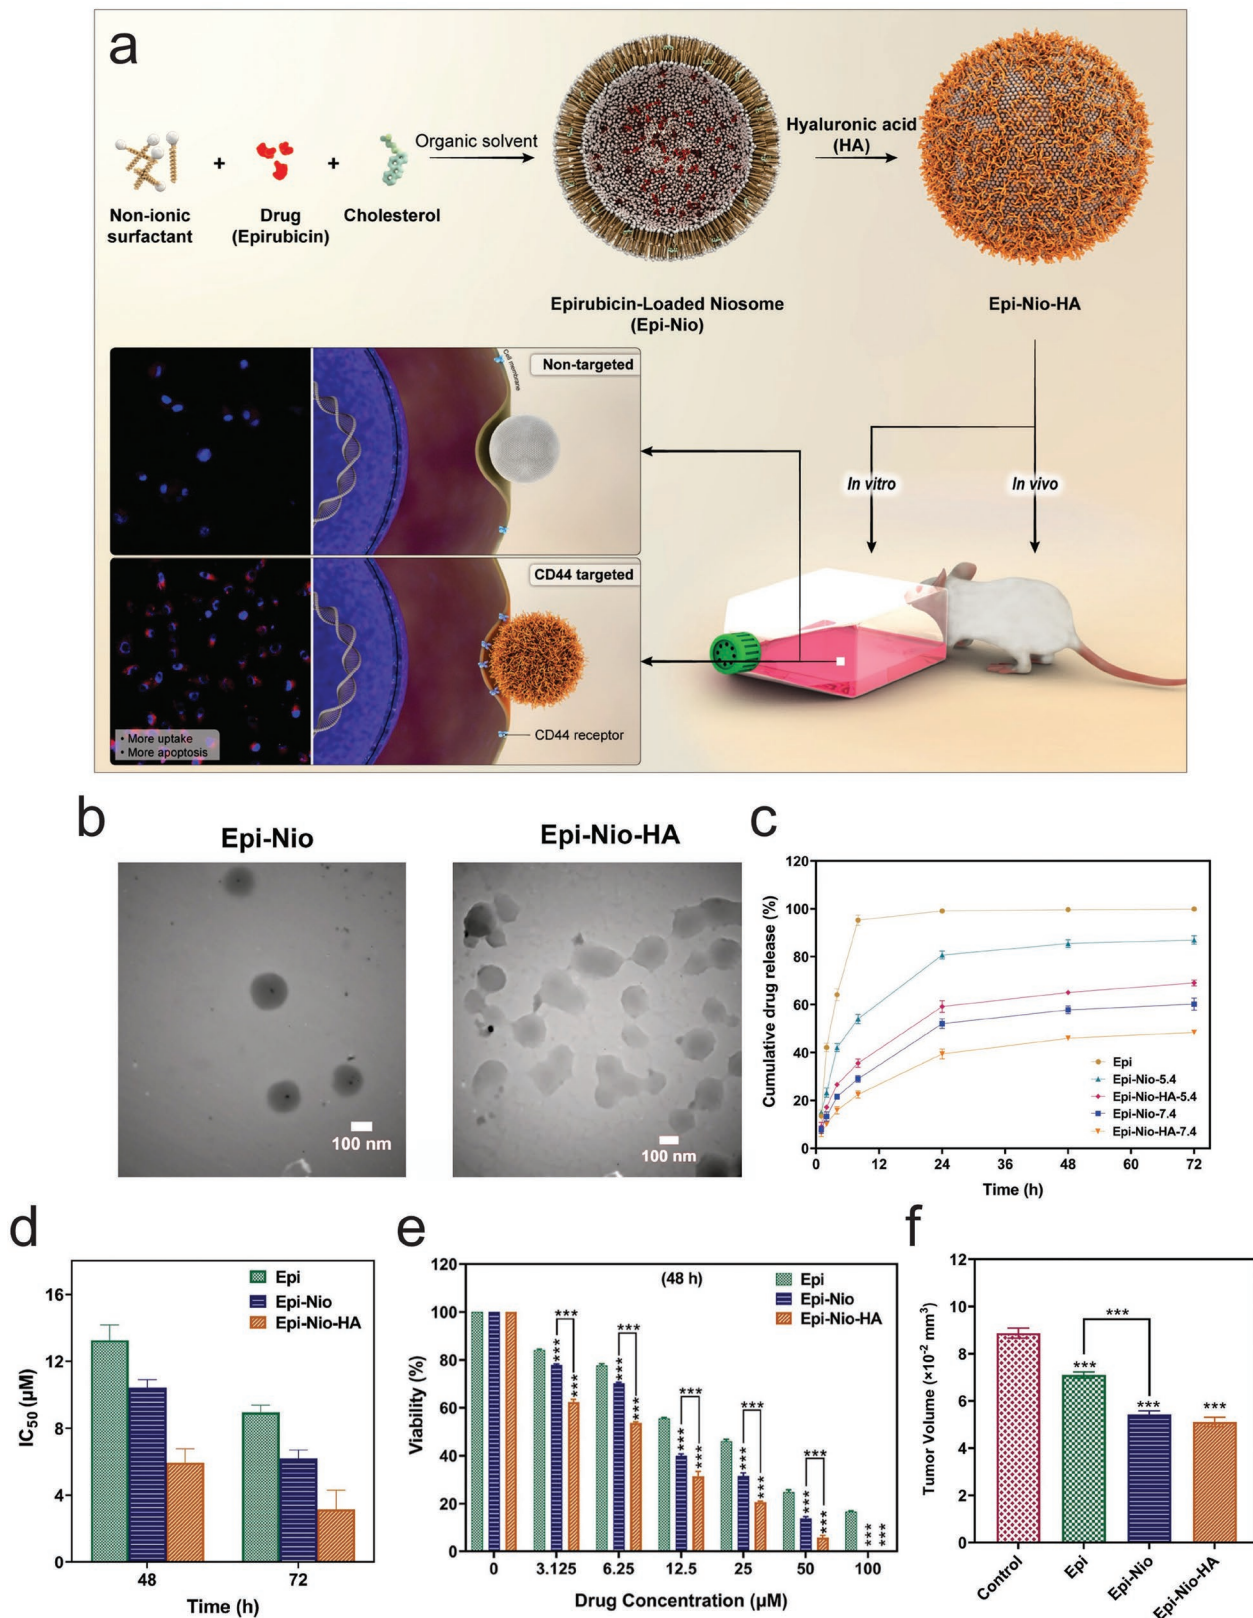 a
Non-ionic
surfactant
+
Drug
(Epirubicin)
+
Cholesterol
Organic solvent
Hyaluronic acid
(HA)
Epirubicin-Loaded Niosome
(Epi-Nio)
Epi-Nio-HA
Cell membrane
Non-targeted
In vitro
In vivo
CD44 targeted
• More uptake
• More apoptosis
CD44 receptor
b
Epi-Nio
100 nm
Epi-Nio-HA
100 nm
c
Cumulative drug release (%)
120
100
80
60
40
20
0
Epi
Epi-Nio-5.4
Epi-Nio-HA-5.4
Epi-Nio-7.4
Epi-Nio-HA-7.4
0 12 24 36 48 60 72
Time (h)
d
IC50 (µM)
16
12
8
4
0
Epi
Epi-Nio
Epi-Nio-HA
48 72
Time (h)
e
Viability (%)
120
100
80
60
40
20
0
(48 h)
Epi
Epi-Nio
Epi-Nio-HA
*** *** *** *** ***
*** *** *** *** *** ***
*** *** *** *** *** ***
0 3.125 6.25 12.5 25 50 100
Drug Concentration (µM)
f
Tumor Volume (×10-2 mm3)
12
10
8
6
4
2
0
***
*** *** ***
Control Epi Epi-Nio Epi-Nio-HA